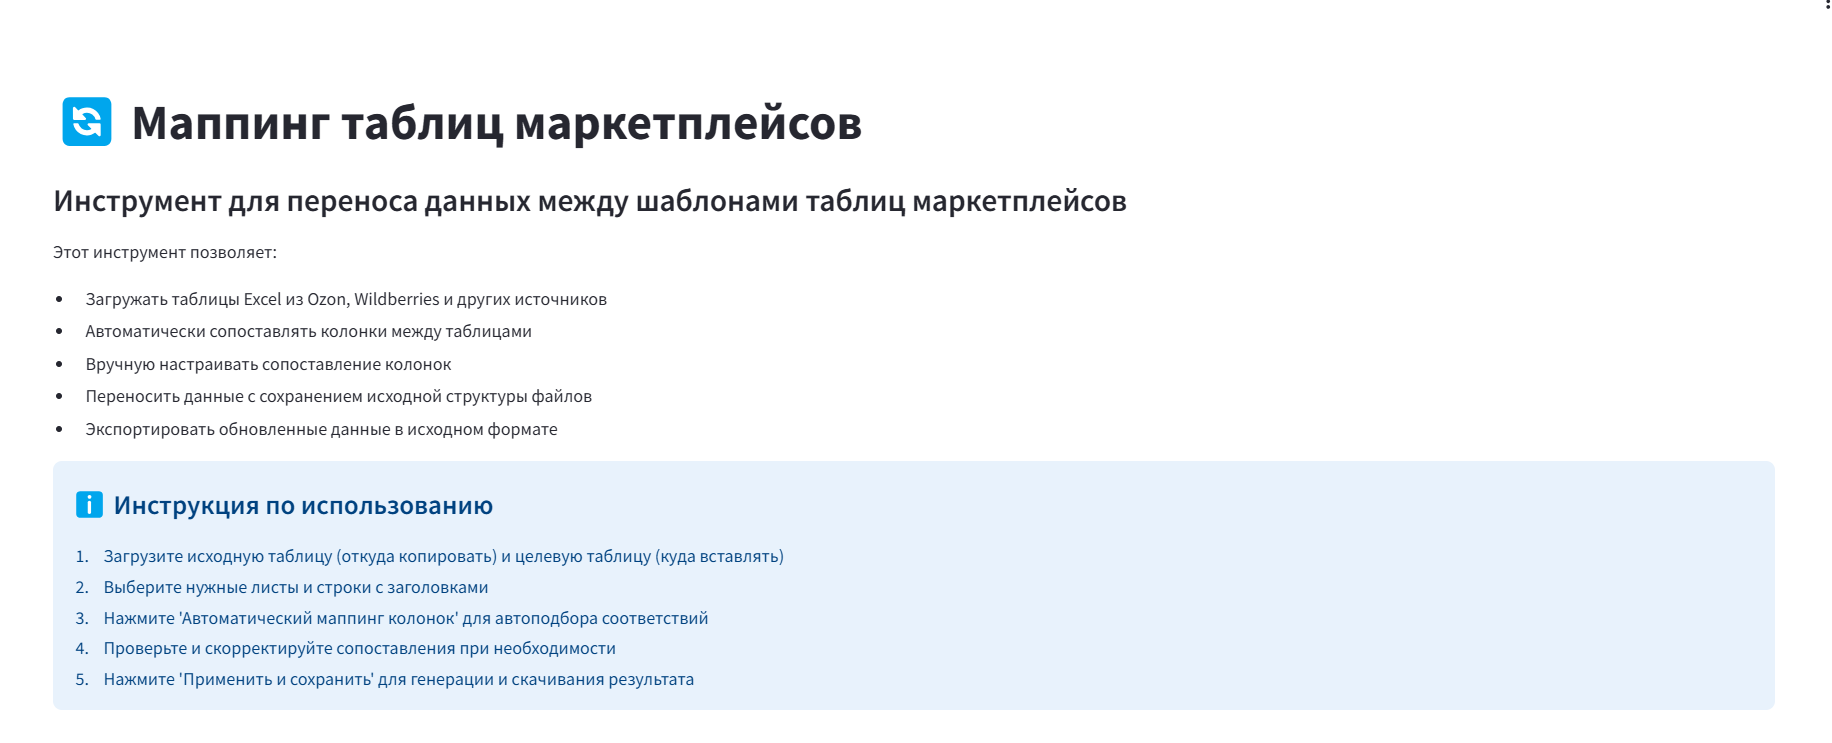 Маппинг таблиц маркетплейсов
Инструмент для переноса данных между шаблонами таблиц маркетплейсов
Этот инструмент позволяет:
• Загружать таблицы Excel из Ozon, Wildberries и других источников
• Автоматически сопоставлять колонки между таблицами
• Вручную настраивать сопоставление колонок
• Переносить данные с сохранением исходной структуры файлов
• Экспортировать обновленные данные в исходном формате
Инструкция по использованию
1. Загрузите исходную таблицу (откуда копировать) и целевую таблицу (куда вставлять)
2. Выберите нужные листы и строки с заголовками
3. Нажмите 'Автоматический маппинг колонок' для автоподбора соответствий
4. Проверьте и скорректируйте сопоставления при необходимости
5. Нажмите 'Применить и сохранить' для генерации и скачивания результата